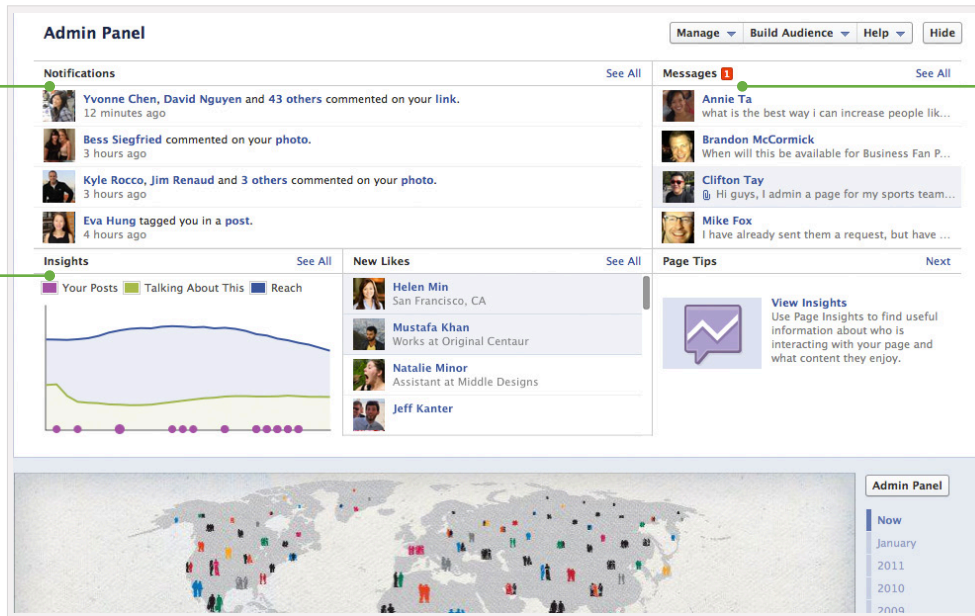 Admin Panel
Manage Build Audience Help Hide
Notifications See All
Yvonne Chen, David Nguyen and 43 others commented on your link.
12 minutes ago
Bess Siegfried commented on your photo.
3 hours ago
Kyle Rocco, Jim Renaud and 3 others commented on your photo.
3 hours ago
Eva Hung tagged you in a post.
4 hours ago
Messages 1 See All
Annie Ta
what is the best way i can increase people lik...
Brandon McCormick
When will this be available for Business Fan P...
Clifton Tay
Hi guys, I admin a page for my sports team...
Mike Fox
I have already sent them a request, but have ...
Insights See All
Your Posts Talking About This Reach
New Likes See All
Helen Min
San Francisco, CA
Mustafa Khan
Works at Original Centaur
Natalie Minor
Assistant at Middle Designs
Jeff Kanter
Page Tips Next
View Insights
Use Page Insights to find useful
information about who is
interacting with your page and
what content they enjoy.
Admin Panel
Now
January
2011
2010
2009